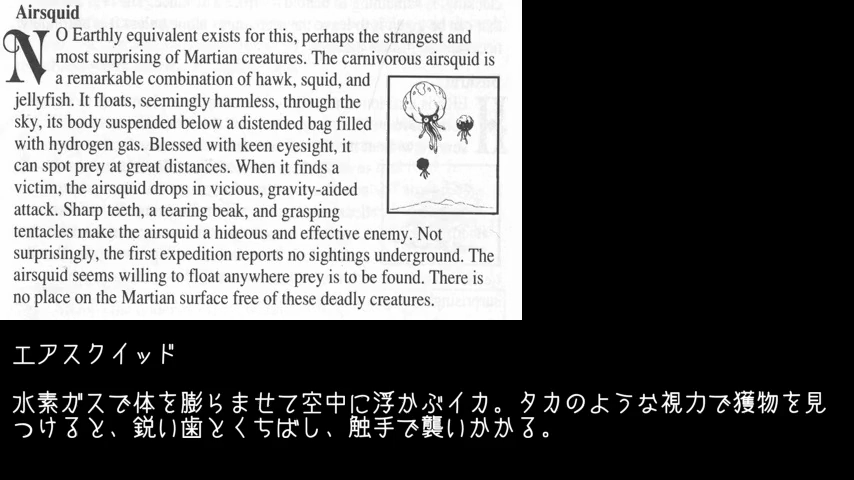 Airsquid
NO Earthly equivalent exists for this, perhaps the strangest and
most surprising of Martian creatures. The carnivorous airsquid is
a remarkable combination of hawk, squid, and
jellyfish. It floats, seemingly harmless, through the
sky, its body suspended below a distended bag filled
with hydrogen gas. Blessed with keen eyesight, it
can spot prey at great distances. When it finds a
victim, the airsquid drops in vicious, gravity-aided
attack. Sharp teeth, a tearing beak, and grasping
tentacles make the airsquid a hideous and effective enemy. Not
surprisingly, the first expedition reports no sightings underground. The
airsquid seems willing to float anywhere prey is to be found. There is
no place on the Martian surface free of these deadly creatures.
エアスクイッド
水素ガスで体を膨らませて空中に浮かぶイカ。タカのような視力で獲物を見
つけると、鋭い歯とくちばし、触手で襲いかかる。